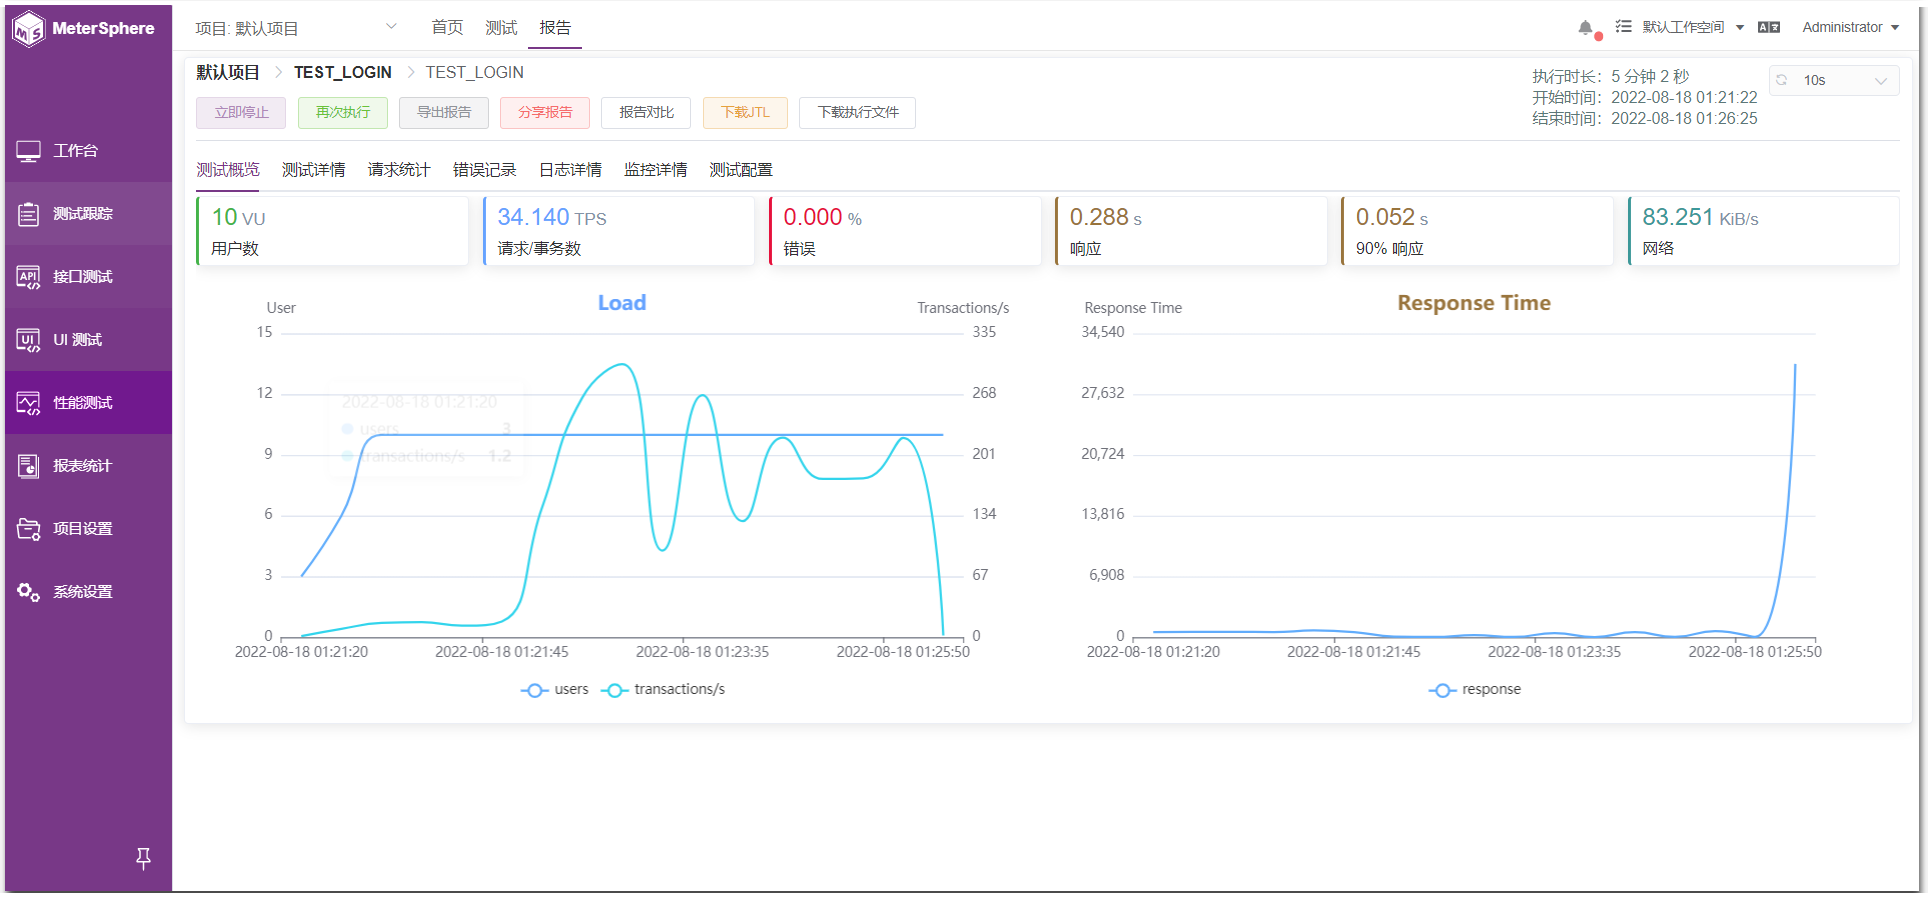 MeterSphere
项目: 默认项目
首页
测试
报告
默认工作空间
Administrator
工作台
测试跟踪
接口测试
UI 测试
性能测试
报表统计
项目设置
系统设置
默认项目 > TEST_LOGIN > TEST_LOGIN
执行时长: 5 分钟 2 秒
开始时间: 2022-08-18 01:21:22
结束时间: 2022-08-18 01:26:25
10s
立即停止
再次执行
导出报告
分享报告
报告对比
下载JTL
下载执行文件
测试概览
测试详情
请求统计
错误记录
日志详情
监控详情
测试配置
10 VU
用户数
34.140 TPS
请求/事务数
0.000 %
错误
0.288 s
响应
0.052 s
90% 响应
83.251 KiB/s
网络
Load
User
Transactions/s
15
12
9
6
3
0
335
268
201
134
67
0
2022-08-18 01:21:20
users 3
transactions/s 1.2
2022-08-18 01:21:20
2022-08-18 01:21:45
2022-08-18 01:23:35
2022-08-18 01:25:50
users
transactions/s
Response Time
Response Time
34,540
27,632
20,724
13,816
6,908
0
2022-08-18 01:21:20
2022-08-18 01:21:45
2022-08-18 01:23:35
2022-08-18 01:25:50
response